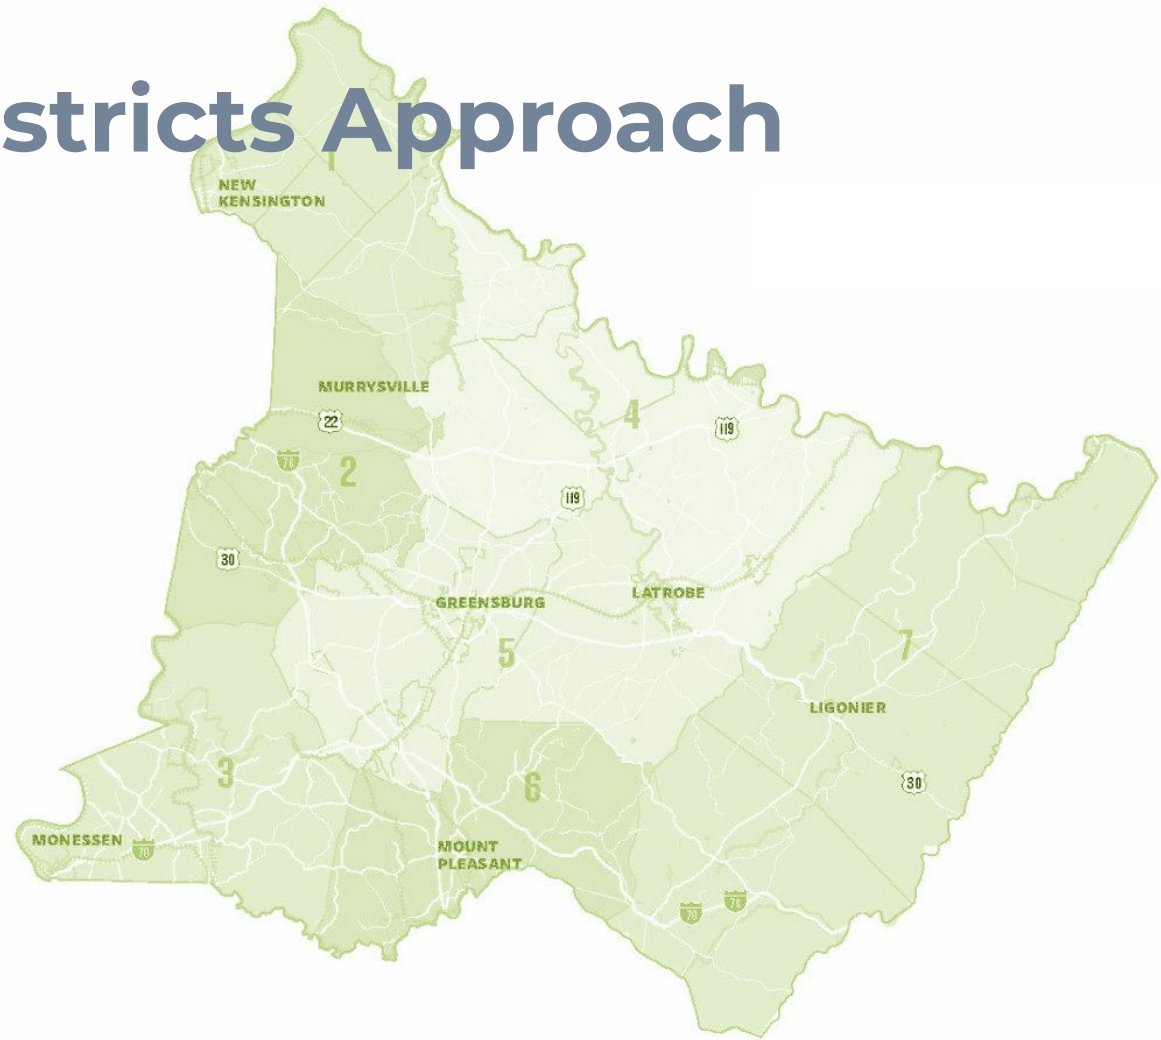 stricts Approach
1
NEW
KENSINGTON
MURRYSVILLE
22
4
119
76
2
119
30
LATROBE
GREENSBURG
5
7
LIGONIER
3
6
30
MONESSEN
70
MOUNT
PLEASANT
76
70